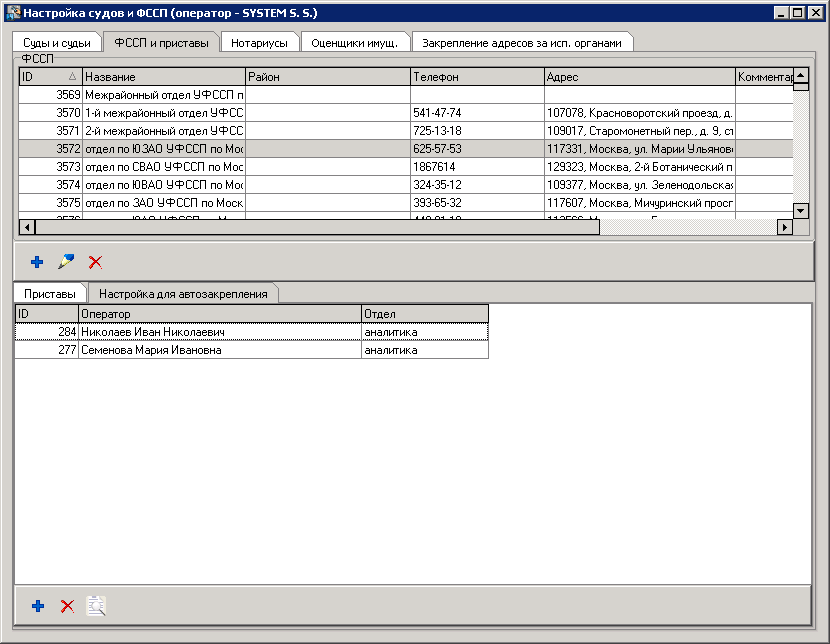 Настройка судов и ФССП (оператор - SYSTEM S. S.)
Суды и судьи ФССП и приставы Нотариусы Оценщики имущ. Закрепление адресов за исп. органами
ФССП
ID Название Район Телефон Адрес Комментар
3569 Межрайонный отдел УФССП п
3570 1-й межрайонный отдел УФСС 541-47-74 107078, Красноворотский проезд, д.
3571 2-й межрайонный отдел УФСС 725-13-18 109017, Старомонетный пер., д. 9, ст
3572 отдел по ЮЗАО УФССП по Мос 625-57-53 117331, Москва, ул. Марии Ульянов
3573 отдел по СВАО УФССП по Мос 1867614 129323, Москва, 2-й Ботанический п
3574 отдел по ЮВАО УФССП по Мос 324-35-12 109377, Москва, ул. Зеленодольская
3575 отдел по ЗАО УФССП по Моск 393-65-32 117607, Москва, Мичуринский просп
Приставы Настройка для автозакрепления
ID Оператор Отдел
284 Николаев Иван Николаевич аналитика
277 Семенова Мария Ивановна аналитика